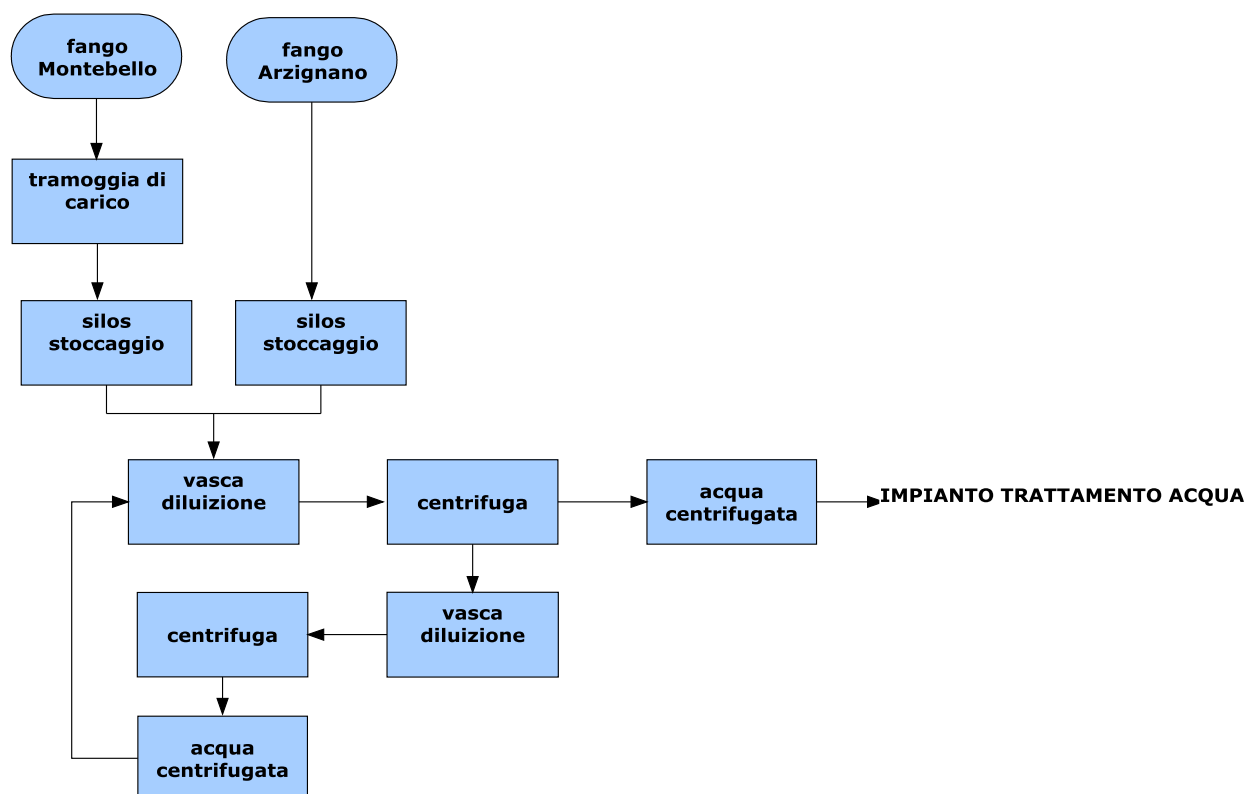 fango
Montebello
fango
Arzignano
tramoggia di
carico
silos
stoccaggio
silos
stoccaggio
vasca
diluizione
centrifuga
acqua
centrifugata
IMPIANTO TRATTAMENTO ACQUA
centrifuga
vasca
diluizione
acqua
centrifugata